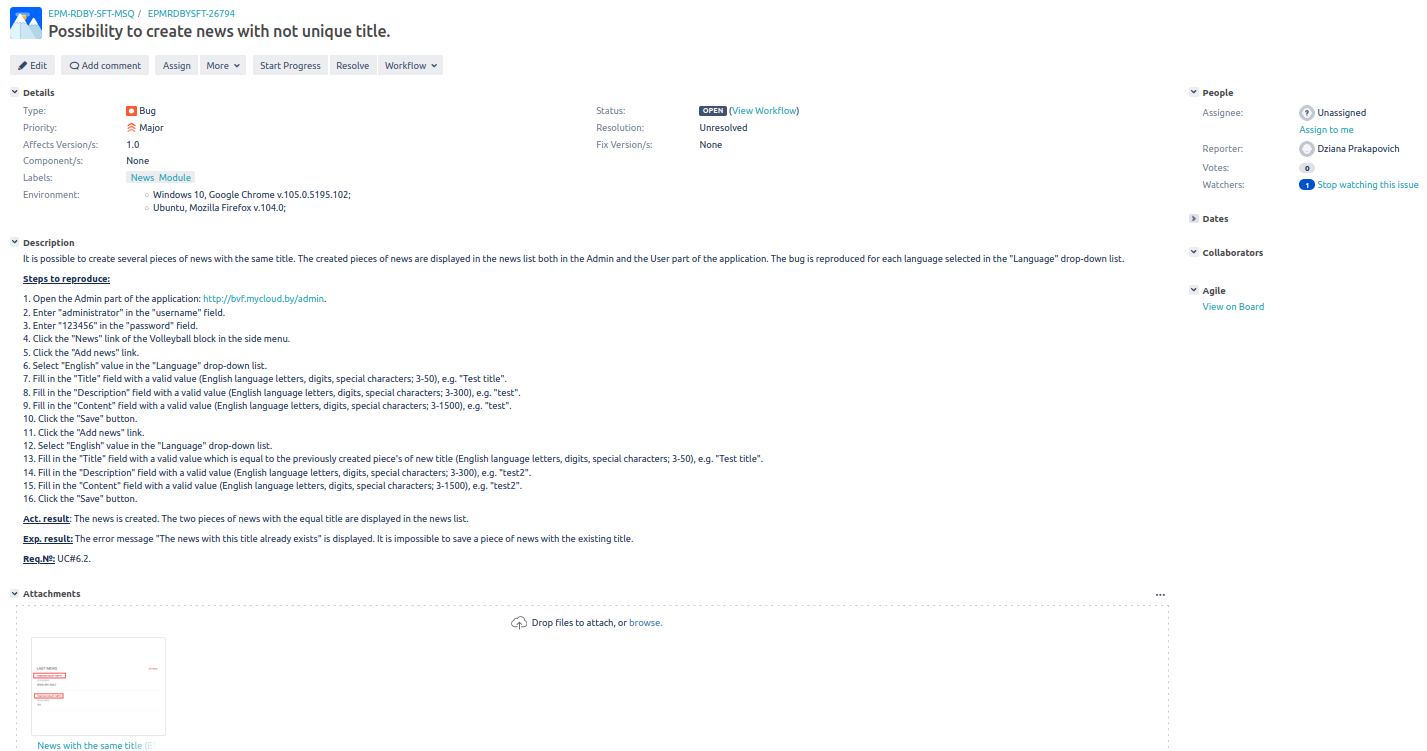 EPM-RDBY-SFT-MSQ / EPMRDBYSFT-26794
Possibility to create news with not unique title.
Edit Add comment Assign More Start Progress Resolve Workflow
Details
Type: Bug
Priority: Major
Affects Version/s: 1.0
Component/s: None
Labels: News Module
Environment:
Windows 10, Google Chrome v.105.0.5195.102;
Ubuntu, Mozilla Firefox v.104.0;
Status: OPEN (View Workflow)
Resolution: Unresolved
Fix Version/s: None
People
Assignee: Unassigned
Assign to me
Reporter: Dziana Prakapovich
Votes: 0
Watchers: 1 Stop watching this issue
Dates
Collaborators
Agile
View on Board
Description
It is possible to create several pieces of news with the same title. The created pieces of news are displayed in the news list both in the Admin and the User part of the application. The bug is reproduced for each language selected in the "Language" drop-down list.
Steps to reproduce:
1. Open the Admin part of the application: http://bvf.mycloud.by/admin.
2. Enter "administrator" in the "username" field.
3. Enter "123456" in the "password" field.
4. Click the "News" link of the Volleyball block in the side menu.
5. Click the "Add news" link.
6. Select "English" value in the "Language" drop-down list.
7. Fill in the "Title" field with a valid value (English language letters, digits, special characters; 3-50), e.g. "Test title".
8. Fill in the "Description" field with a valid value (English language letters, digits, special characters; 3-300), e.g. "test".
9. Fill in the "Content" field with a valid value (English language letters, digits, special characters; 3-1500), e.g. "test".
10. Click the "Save" button.
11. Click the "Add news" link.
12. Select "English" value in the "Language" drop-down list.
13. Fill in the "Title" field with a valid value which is equal to the previously created piece's of new title (English language letters, digits, special characters; 3-50), e.g. "Test title".
14. Fill in the "Description" field with a valid value (English language letters, digits, special characters; 3-300), e.g. "test2".
15. Fill in the "Content" field with a valid value (English language letters, digits, special characters; 3-1500), e.g. "test2".
16. Click the "Save" button.
Act. result: The news is created. The two pieces of news with the equal title are displayed in the news list.
Exp. result: The error message "The news with this title already exists" is displayed. It is impossible to save a piece of news with the existing title.
Req.№: UC#6.2.
Attachments
Drop files to attach, or browse.
LAST NEWS
News with the same title (E